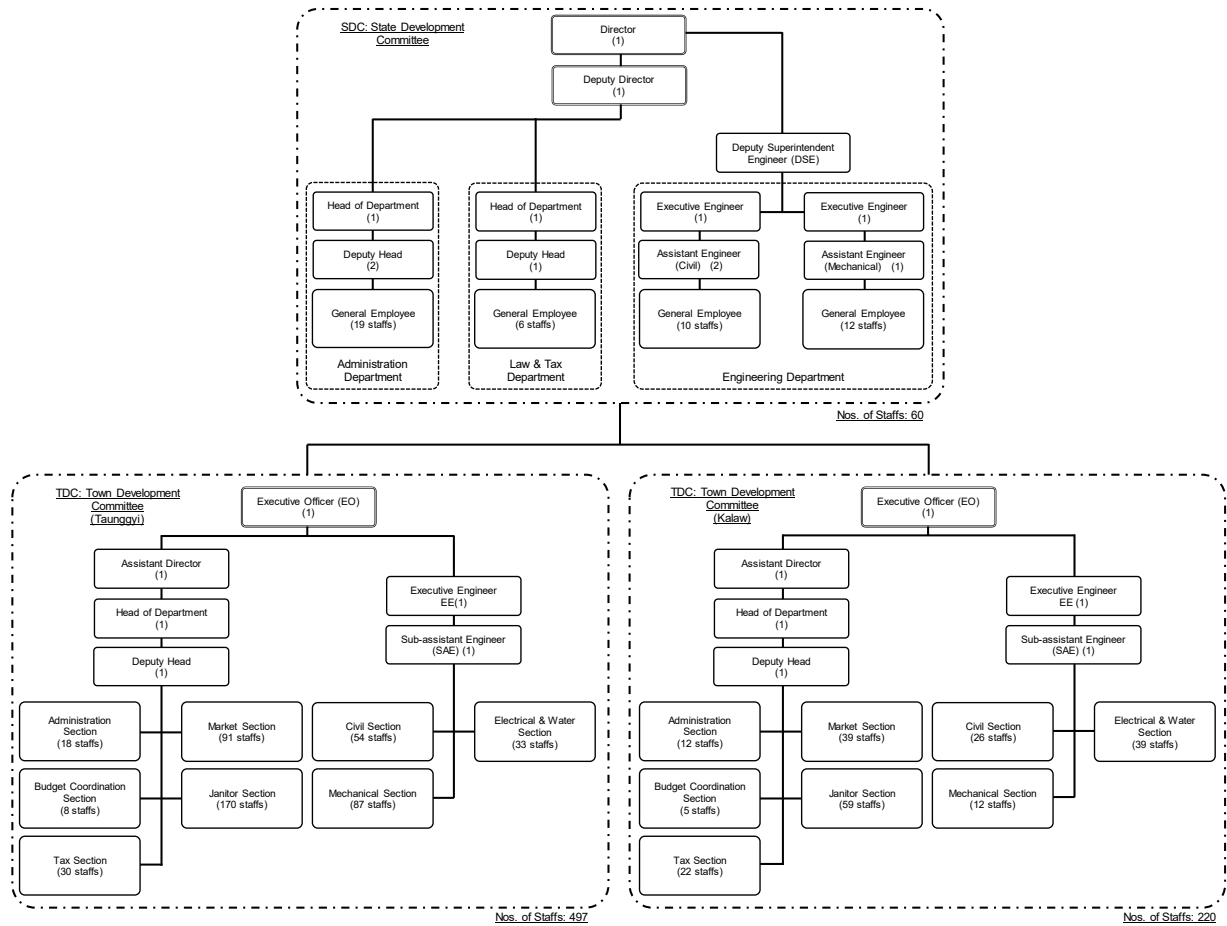 SDC: State Development
Committee
Director
(1)
Deputy Director
(1)
Deputy Superintendent
Engineer (DSE)
Head of Department
(1)
Deputy Head
(2)
General Employee
(19 staffs)
Administration
Department
Head of Department
(1)
Deputy Head
(1)
General Employee
(6 staffs)
Law & Tax
Department
Executive Engineer
(1)
Assistant Engineer
(Civil) (2)
General Employee
(10 staffs)
Executive Engineer
(1)
Assistant Engineer
(Mechanical) (1)
General Employee
(12 staffs)
Engineering Department
Nos. of Staffs: 60
TDC: Town Development
Committee
(Taunggyi)
Executive Officer (EO)
(1)
Assistant Director
(1)
Head of Department
(1)
Deputy Head
(1)
Executive Engineer
EE(1)
Sub-assistant Engineer
(SAE) (1)
Administration
Section
(18 staffs)
Market Section
(91 staffs)
Civil Section
(54 staffs)
Electrical & Water
Section
(33 staffs)
Budget Coordination
Section
(8 staffs)
Janitor Section
(170 staffs)
Mechanical Section
(87 staffs)
Tax Section
(30 staffs)
Nos. of Staffs: 497
TDC: Town Development
Committee
(Kalaw)
Executive Officer (EO)
(1)
Assistant Director
(1)
Head of Department
(1)
Deputy Head
(1)
Executive Engineer
EE (1)
Sub-assistant Engineer
(SAE) (1)
Administration
Section
(12 staffs)
Market Section
(39 staffs)
Civil Section
(26 staffs)
Electrical & Water
Section
(39 staffs)
Budget Coordination
Section
(5 staffs)
Janitor Section
(59 staffs)
Mechanical Section
(12 staffs)
Tax Section
(22 staffs)
Nos. of Staffs: 220